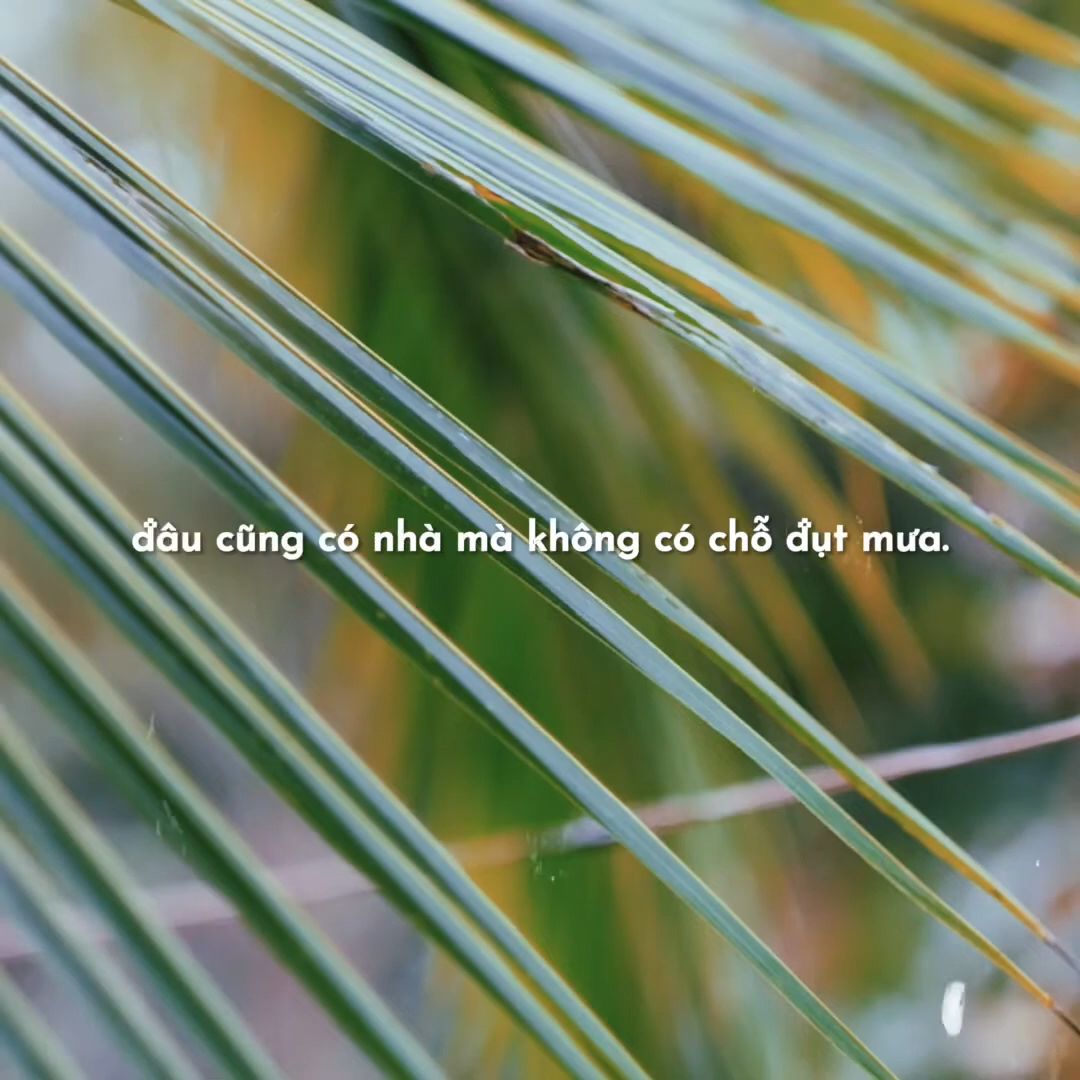 đâu cũng có nhà mà không có chỗ đụt mưa.